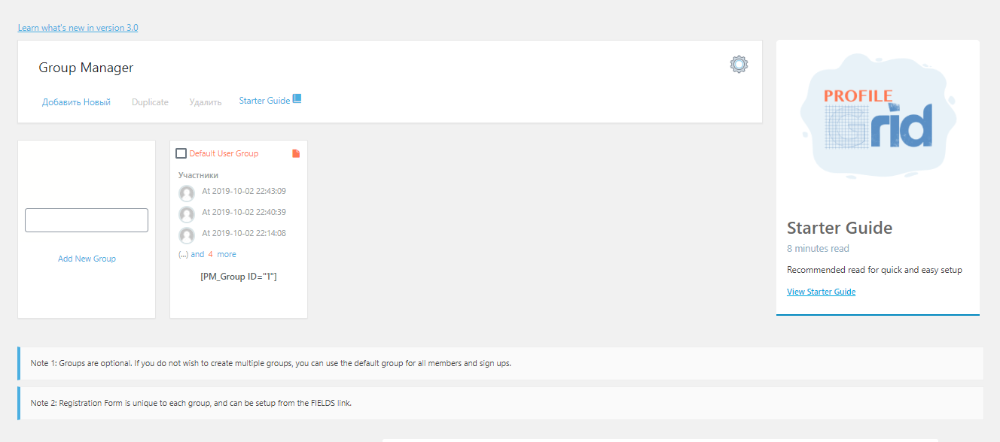 Learn what's new in version 3.0
Group Manager
Добавить Новый Duplicate Удалить Starter Guide
Default User Group
Участники
At 2019-10-02 22:43:09
At 2019-10-02 22:40:39
At 2019-10-02 22:14:08
(...) and 4 more
[PM_Group ID="1"]
Add New Group
PROFILE
Grid
Starter Guide
8 minutes read
Recommended read for quick and easy setup
View Starter Guide
Note 1: Groups are optional. If you do not wish to create multiple groups, you can use the default group for all members and sign ups.
Note 2: Registration Form is unique to each group, and can be setup from the FIELDS link.